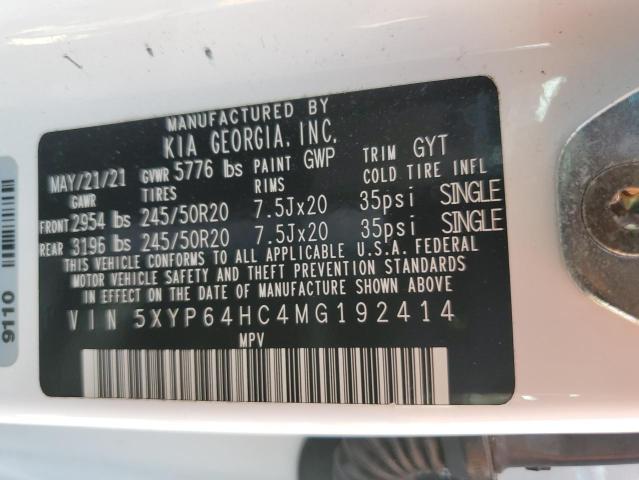 MANUFACTURED BY
KIA GEORGIA, INC.
MAY/21/21 GVWR 5776 lbs PAINT GWP TRIM GYT
GAWR TIRES RIMS COLD TIRE INFL
FRONT 2954 lbs 245/50R20 7.5Jx20 35psi SINGLE
REAR 3196 lbs 245/50R20 7.5Jx20 35psi SINGLE
THIS VEHICLE CONFORMS TO ALL APPLICABLE U.S.A. FEDERAL
MOTOR VEHICLE SAFETY AND THEFT PREVENTION STANDARDS
IN EFFECT ON THE DATE OF MANUFACTURE SHOWN ABOVE
VIN 5XYP64HC4MG192414
MPV
9110